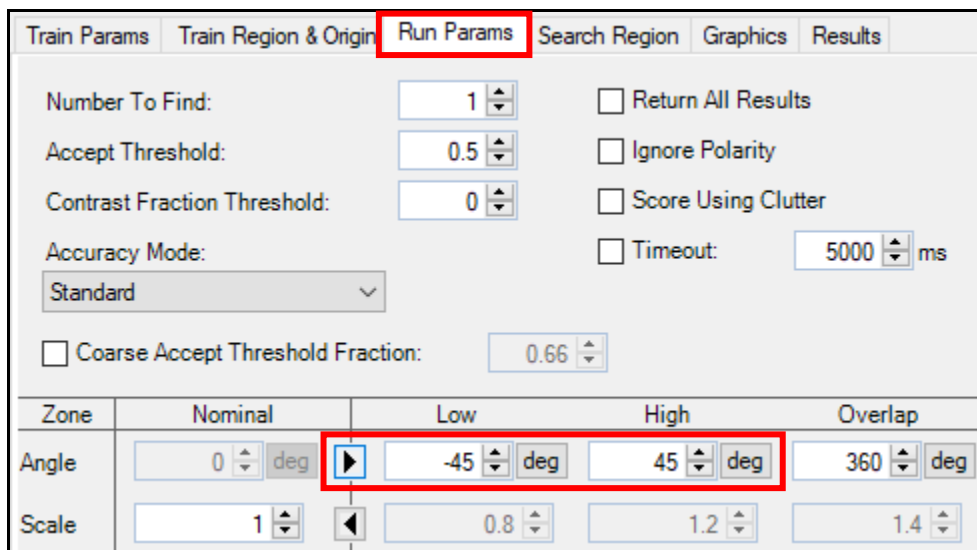 Train Params Train Region & Origin Run Params Search Region Graphics Results
Number To Find: 1 Return All Results
Accept Threshold: 0.5 Ignore Polarity
Contrast Fraction Threshold: 0 Score Using Clutter
Accuracy Mode: Timeout: 5000 ms
Standard
Coarse Accept Threshold Fraction: 0.66
Zone Nominal Low High Overlap
Angle 0 deg -45 deg 45 deg 360 deg
Scale 1 0.8 1.2 1.4